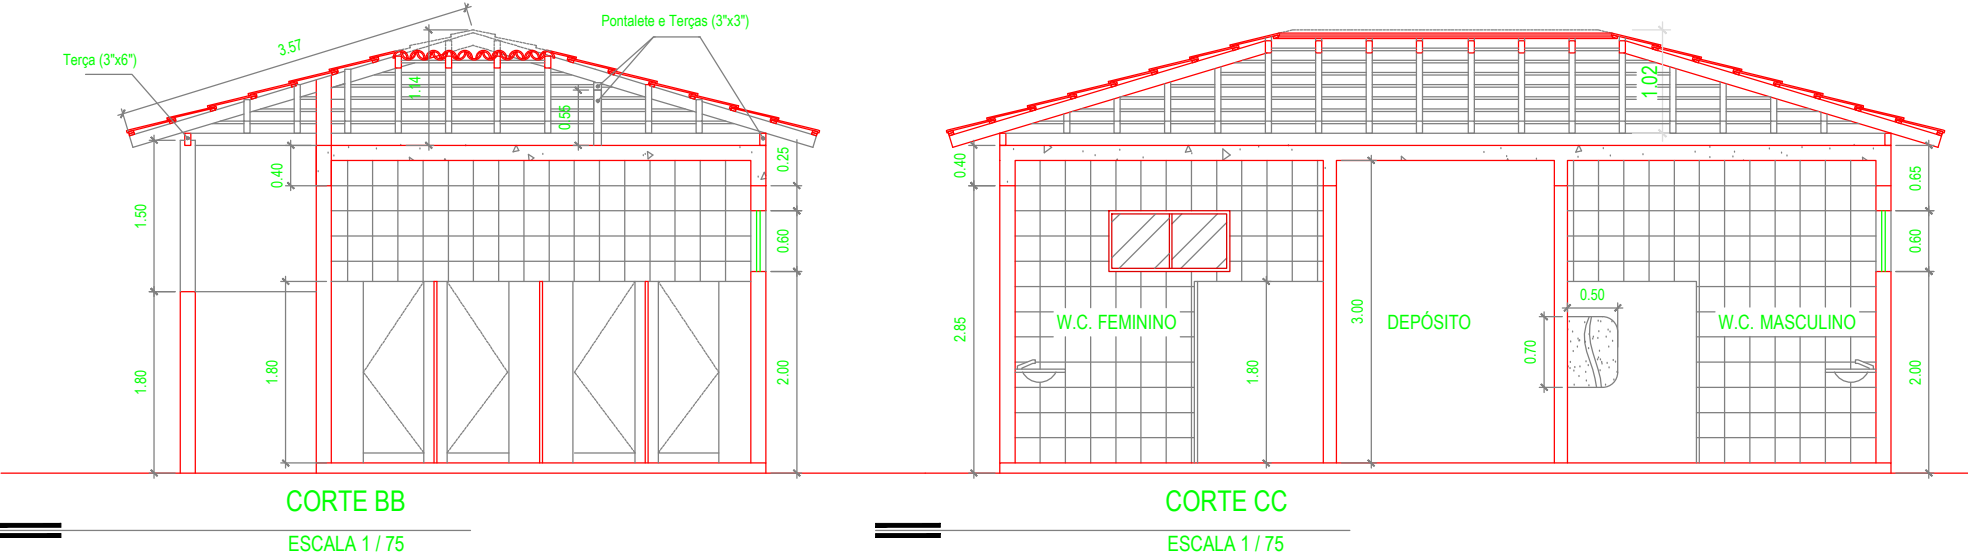 Terça (3"x6")
3.57
Pontalete e Terças (3"x3")
1.14
0.55
0.40
0.25
1.50
0.60
1.80
1.80
2.00
CORTE BB
ESCALA 1 / 75
1.02
0.40
0.65
0.60
2.85
W.C. FEMININO
1.80
3.00
DEPÓSITO
0.50
0.70
W.C. MASCULINO
2.00
CORTE CC
ESCALA 1 / 75